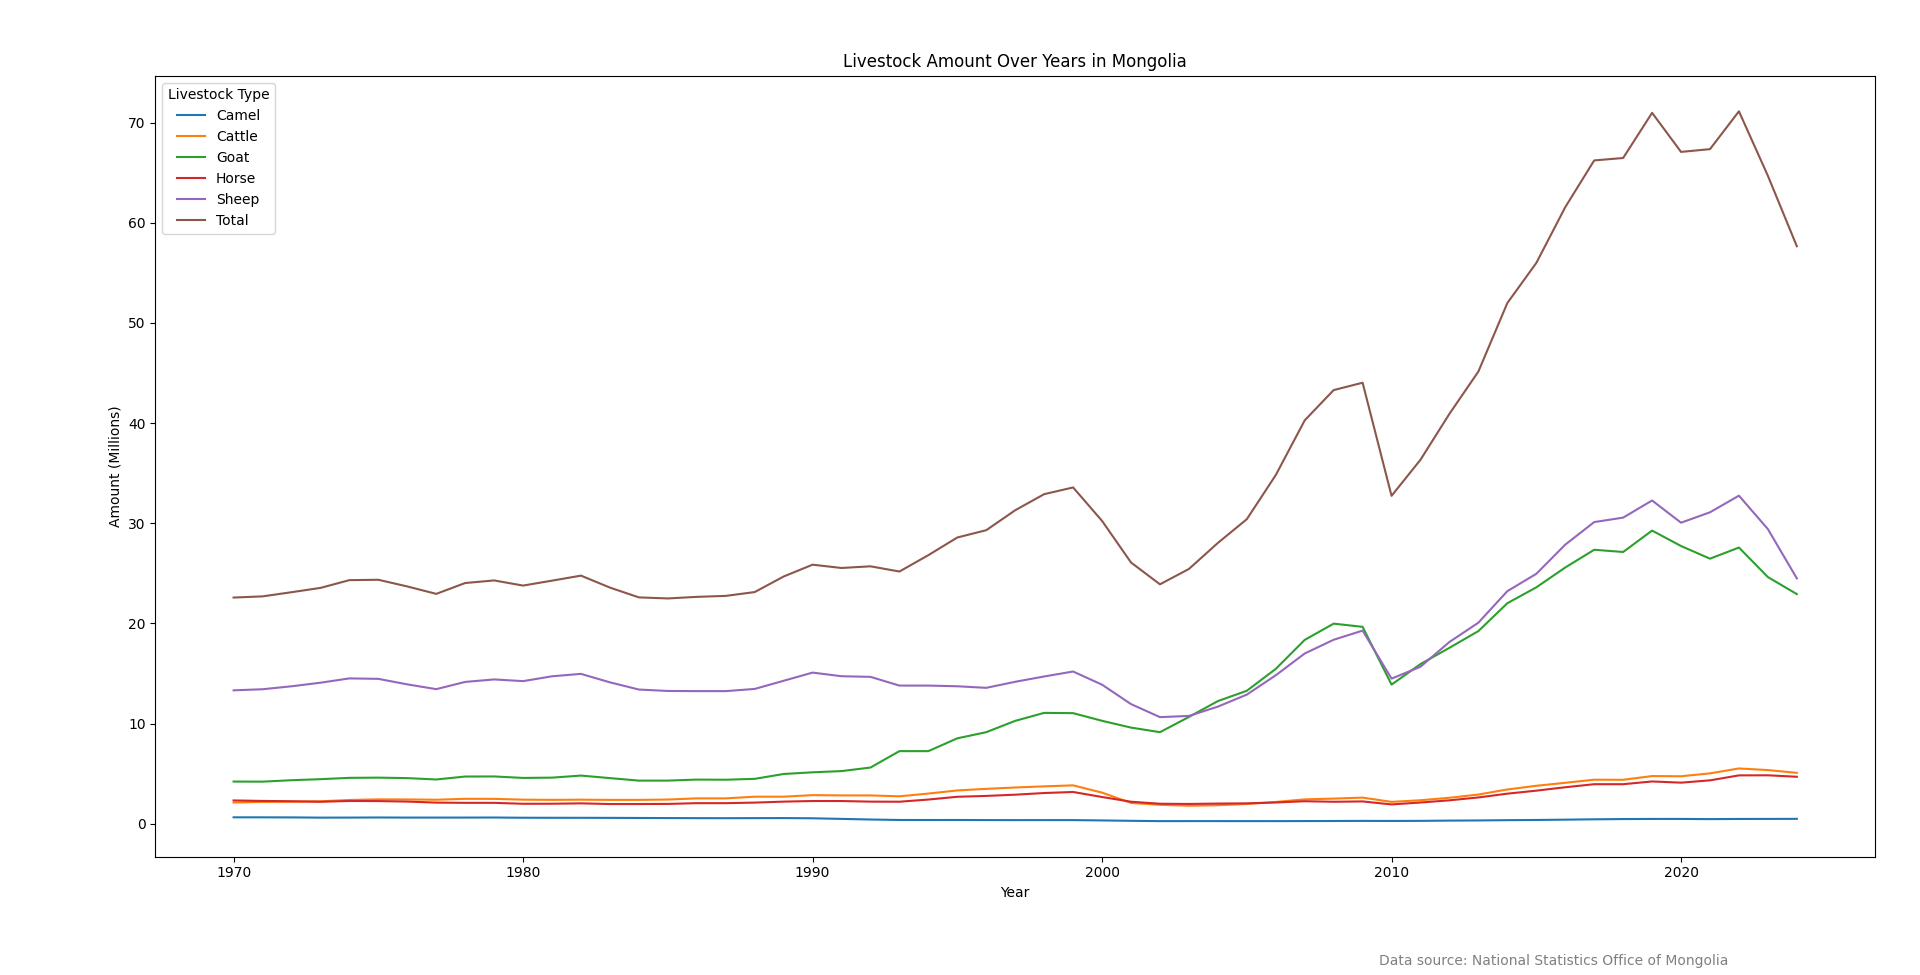 Livestock Amount Over Years in Mongolia
Livestock Type
Camel
Cattle
Goat
Horse
Sheep
Total
70
60
50
40
30
20
10
0
Amount (Millions)
1970 1980 1990 2000 2010 2020
Year
Data source: National Statistics Office of Mongolia